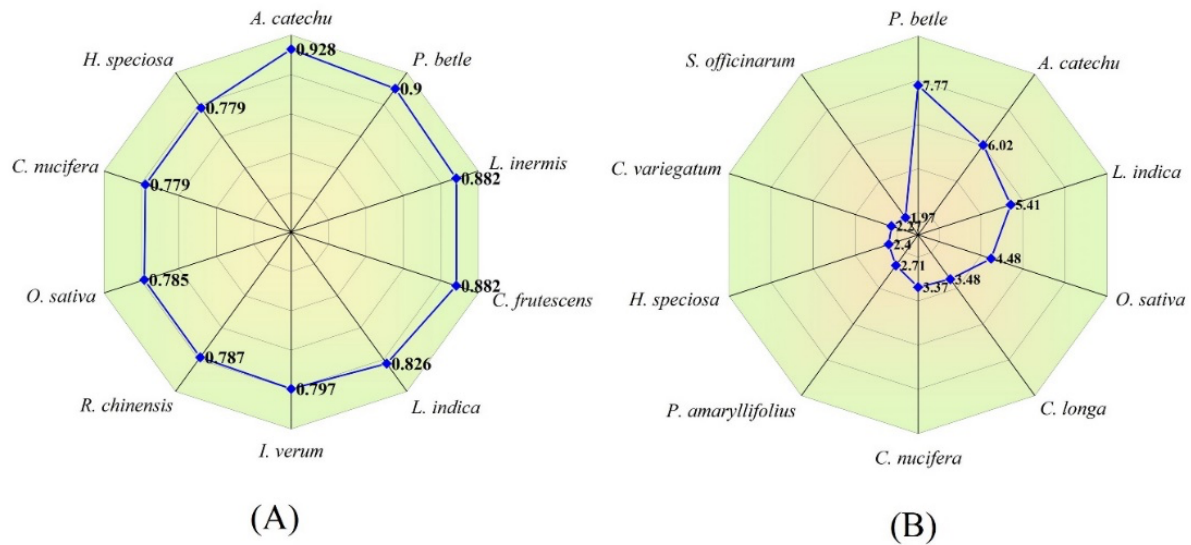 A. catechu
P. betle
L. inermis
C. frutescens
L. indica
I. verum
R. chinensis
O. sativa
C. nucifera
H. speciosa
0.928
0.9
0.882
0.882
0.826
0.797
0.787
0.785
0.779
0.779
(A)
P. betle
A. catechu
L. indica
O. sativa
C. longa
C. nucifera
P. amaryllifolius
H. speciosa
C. variegatum
S. officinarum
7.77
6.02
5.41
4.48
3.48
3.37
2.71
2.4
2.27
1.97
(B)